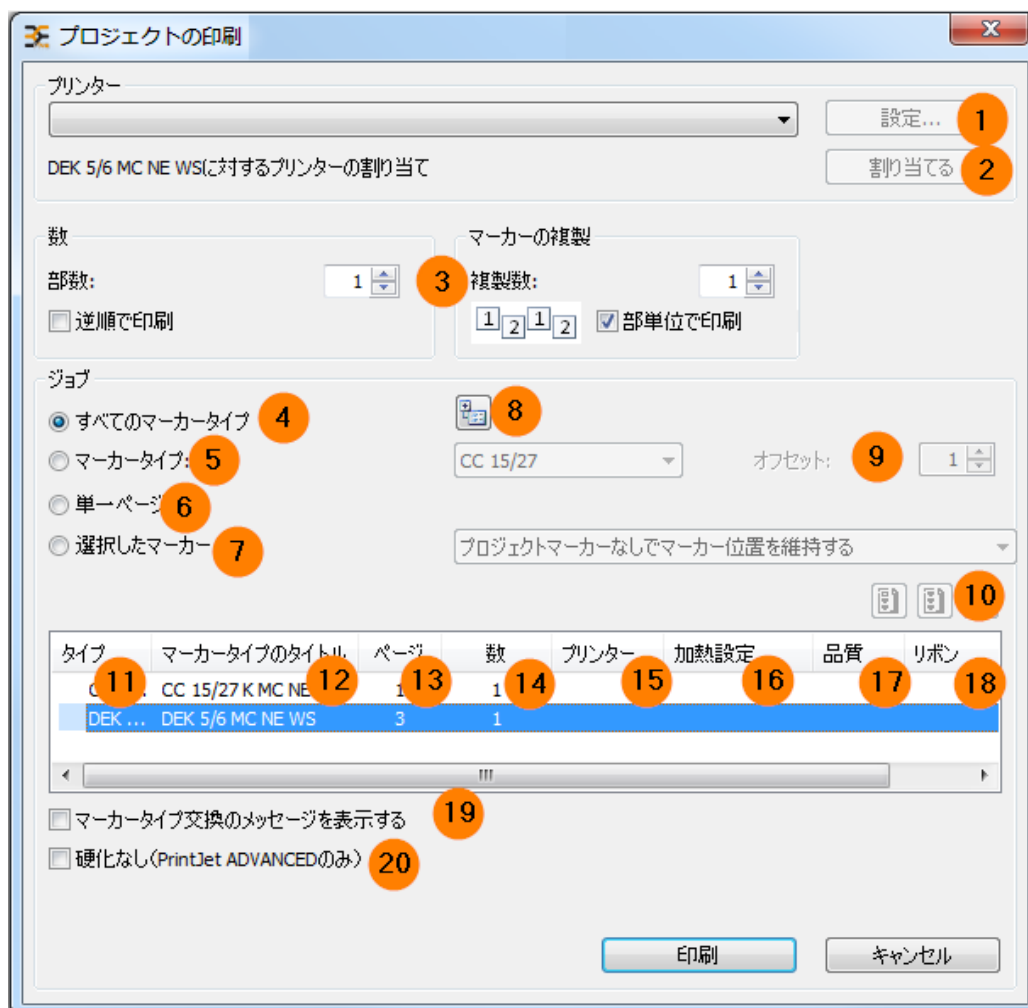 プロジェクトの印刷
X
プリンター
設定... 1
DEK 5/6 MC NE WSに対するプリンターの割り当て
割り当てる 2
数
マーカーの複製
部数: 1
3
複製数: 1
逆順で印刷
1 2 1 2
部単位で印刷
ジョブ
すべてのマーカータイプ 4
8
マーカータイプ: 5
CC 15/27
オフセット: 9
1
単一ページ 6
選択したマーカー 7
プロジェクトマーカーなしでマーカー位置を維持する
10
タイプ マーカータイプのタイトル ページ 数 プリンター 加熱設定 品質 リボン
11 12 13 14 15 16 17 18
CC 15/27 K MC NE 1 1
DEK ... DEK 5/6 MC NE WS 3 1
マーカータイプ交換のメッセージを表示する 19
硬化なし(PrintJet ADVANCEDのみ) 20
印刷 キャンセル